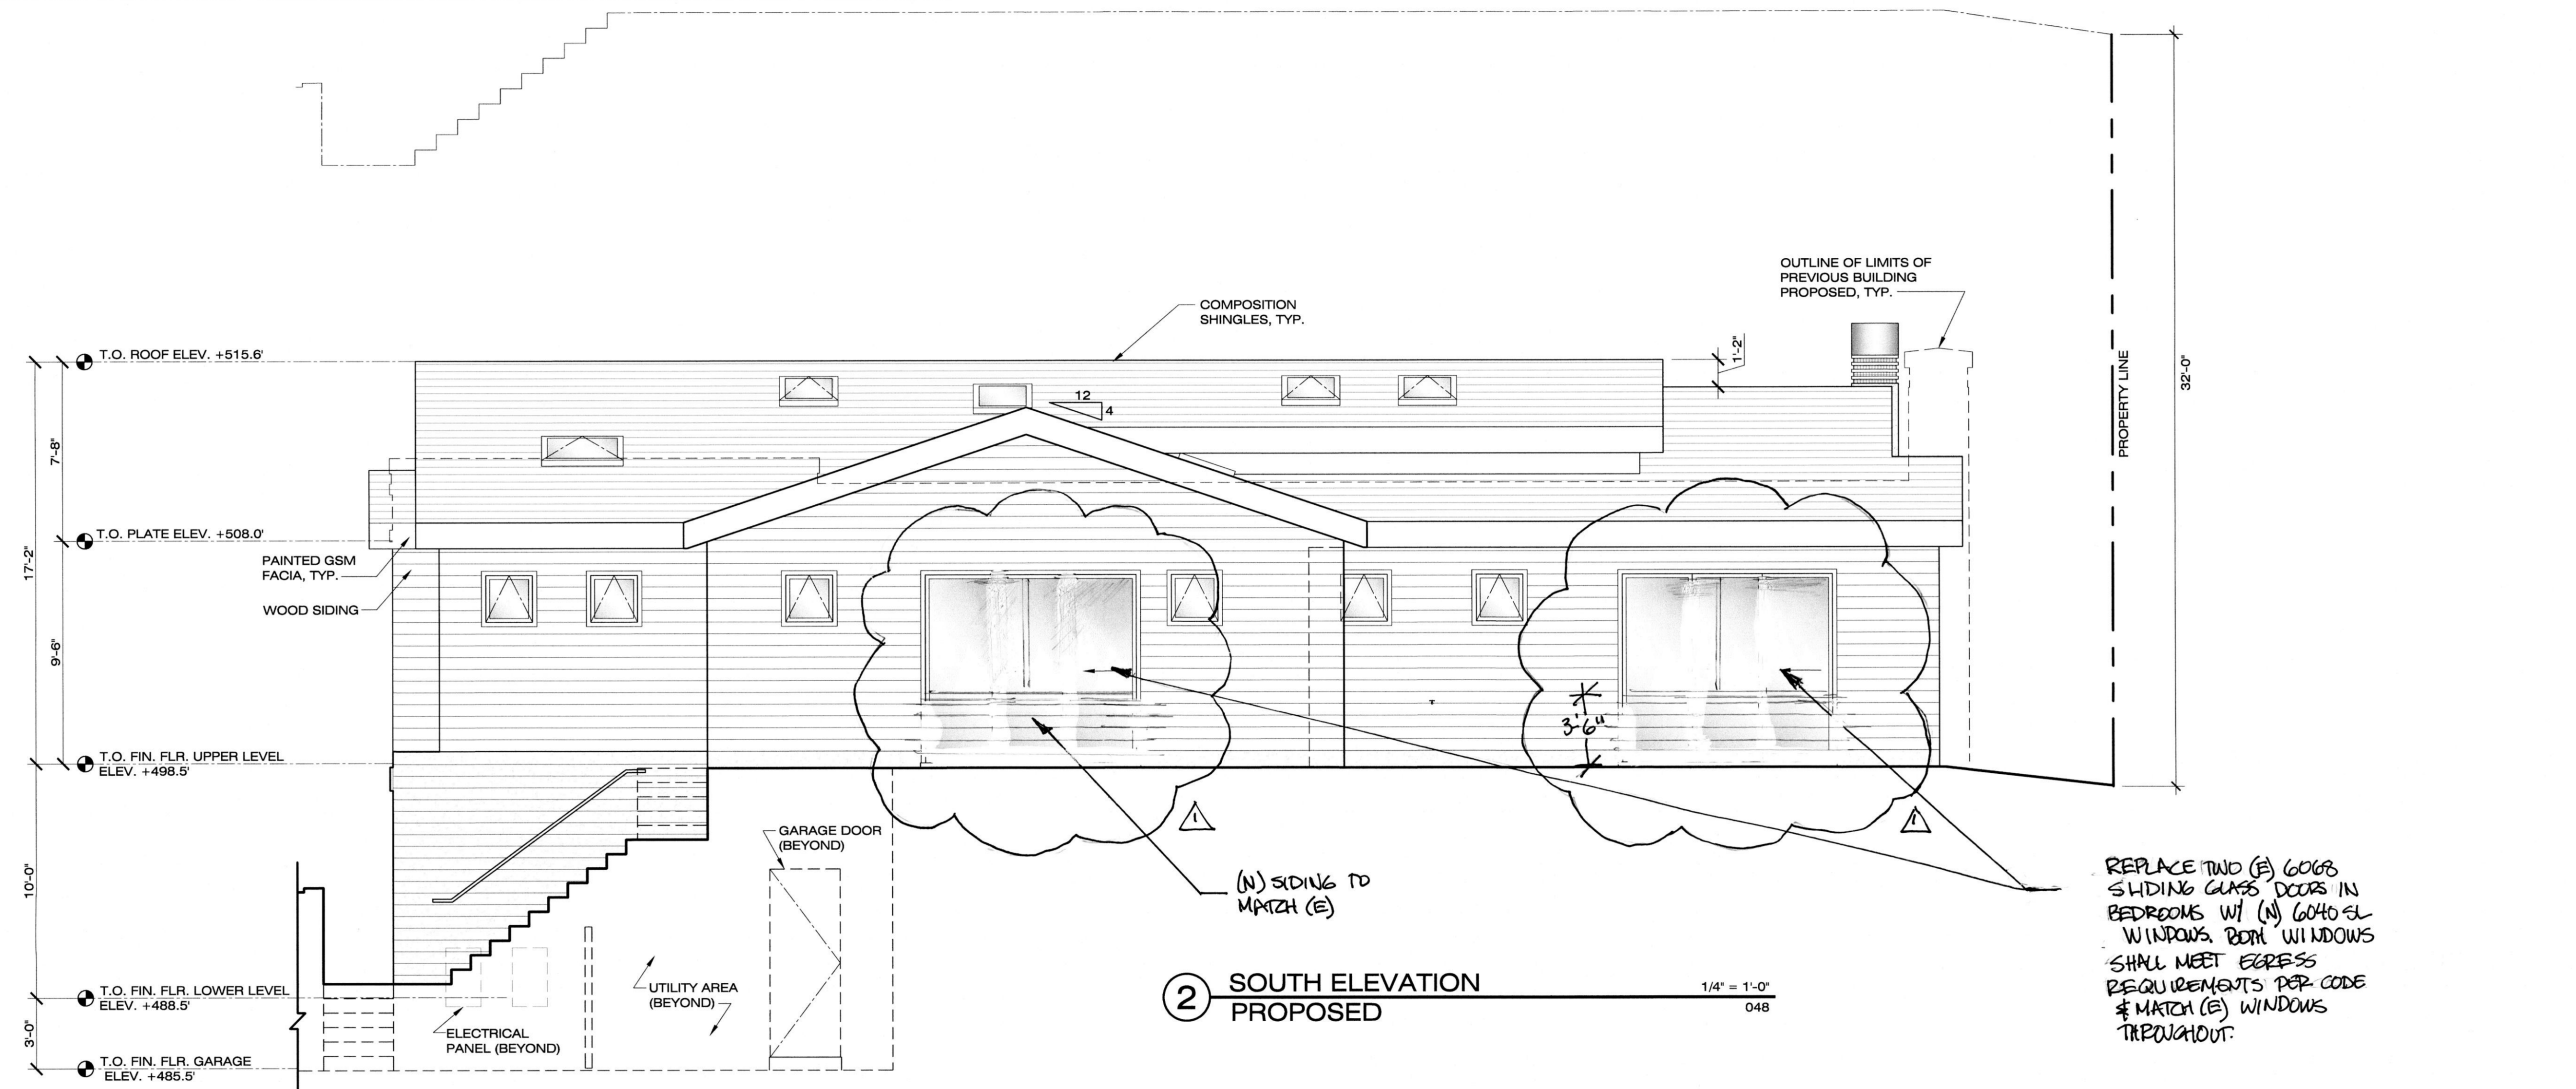 OUTLINE OF LIMITS OF
PREVIOUS BUILDING
PROPOSED, TYP.
COMPOSITION
SHINGLES, TYP.
T.O. ROOF ELEV. +515.6'
1'-2"
PROPERTY LINE
32'-0"
12
4
7'-8"
T.O. PLATE ELEV. +508.0'
PAINTED GSM
FACIA, TYP.
17'-2"
WOOD SIDING
9'-6"
3'-6"
T.O. FIN. FLR. UPPER LEVEL
ELEV. +498.5'
1
1
GARAGE DOOR
(BEYOND)
10'-0"
(N) SIDING TO
MATCH (E)
REPLACE TWO (E) 6068
SLIDING GLASS DOORS IN
BEDROOMS W/ (N) 6040 SL
WINDOWS. BOTH WINDOWS
SHALL MEET EGRESS
REQUIREMENTS PER CODE
& MATCH (E) WINDOWS
THROUGHOUT.
T.O. FIN. FLR. LOWER LEVEL
ELEV. +488.5'
UTILITY AREA
(BEYOND)
2
SOUTH ELEVATION
PROPOSED
1/4" = 1'-0"
048
ELECTRICAL
PANEL (BEYOND)
3'-0"
T.O. FIN. FLR. GARAGE
ELEV. +485.5'